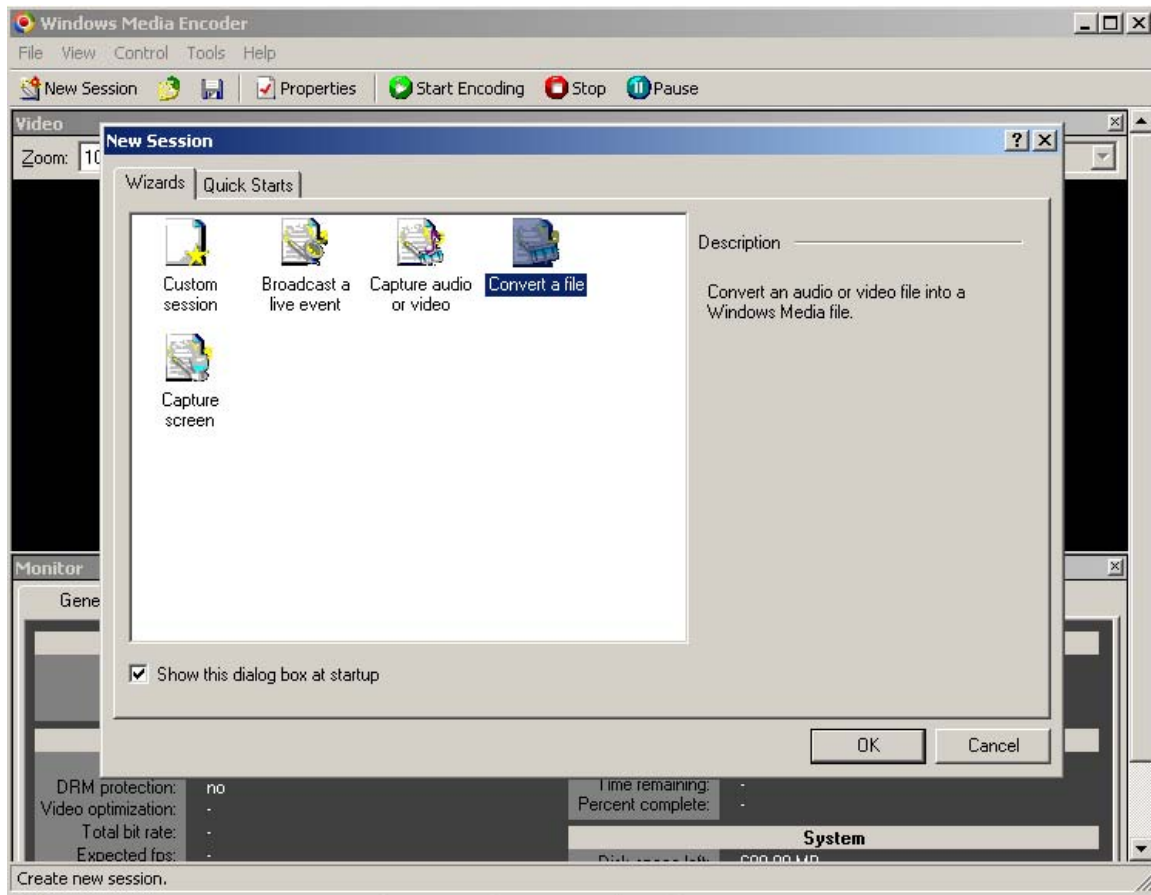 Windows Media Encoder
File View Control Tools Help
New Session Properties Start Encoding Stop Pause
Video
Zoom: 10
New Session
Wizards Quick Starts
Custom session
Broadcast a live event
Capture audio or video
Convert a file
Capture screen
Description
Convert an audio or video file into a
Windows Media file.
Show this dialog box at startup
OK Cancel
Monitor
Gene
DRM protection: no
Video optimization: -
Total bit rate: -
Expected fps: -
Time remaining: -
Percent complete: -
System
Create new session.